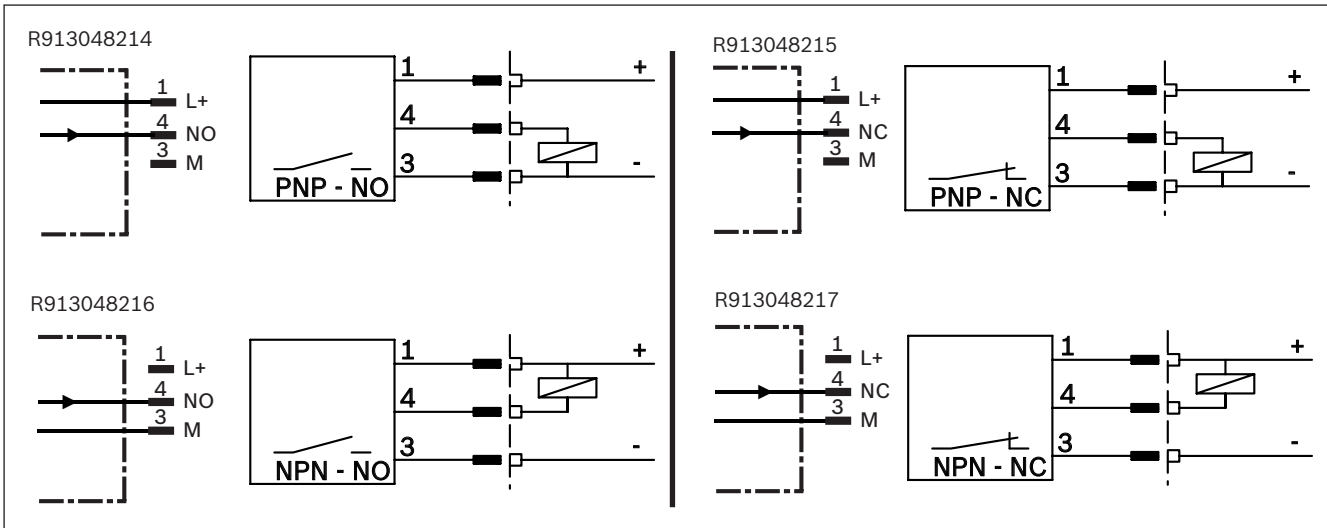 R913048214
1 L+
4 NO
3 M
1 +
4
3 -
PNP - NO
R913048215
1 L+
4 NC
3 M
1 +
4
3 -
PNP - NC
R913048216
1 L+
4 NO
3 M
1 +
4
3 -
NPN - NO
R913048217
1 L+
4 NC
3 M
1 +
4
3 -
NPN - NC